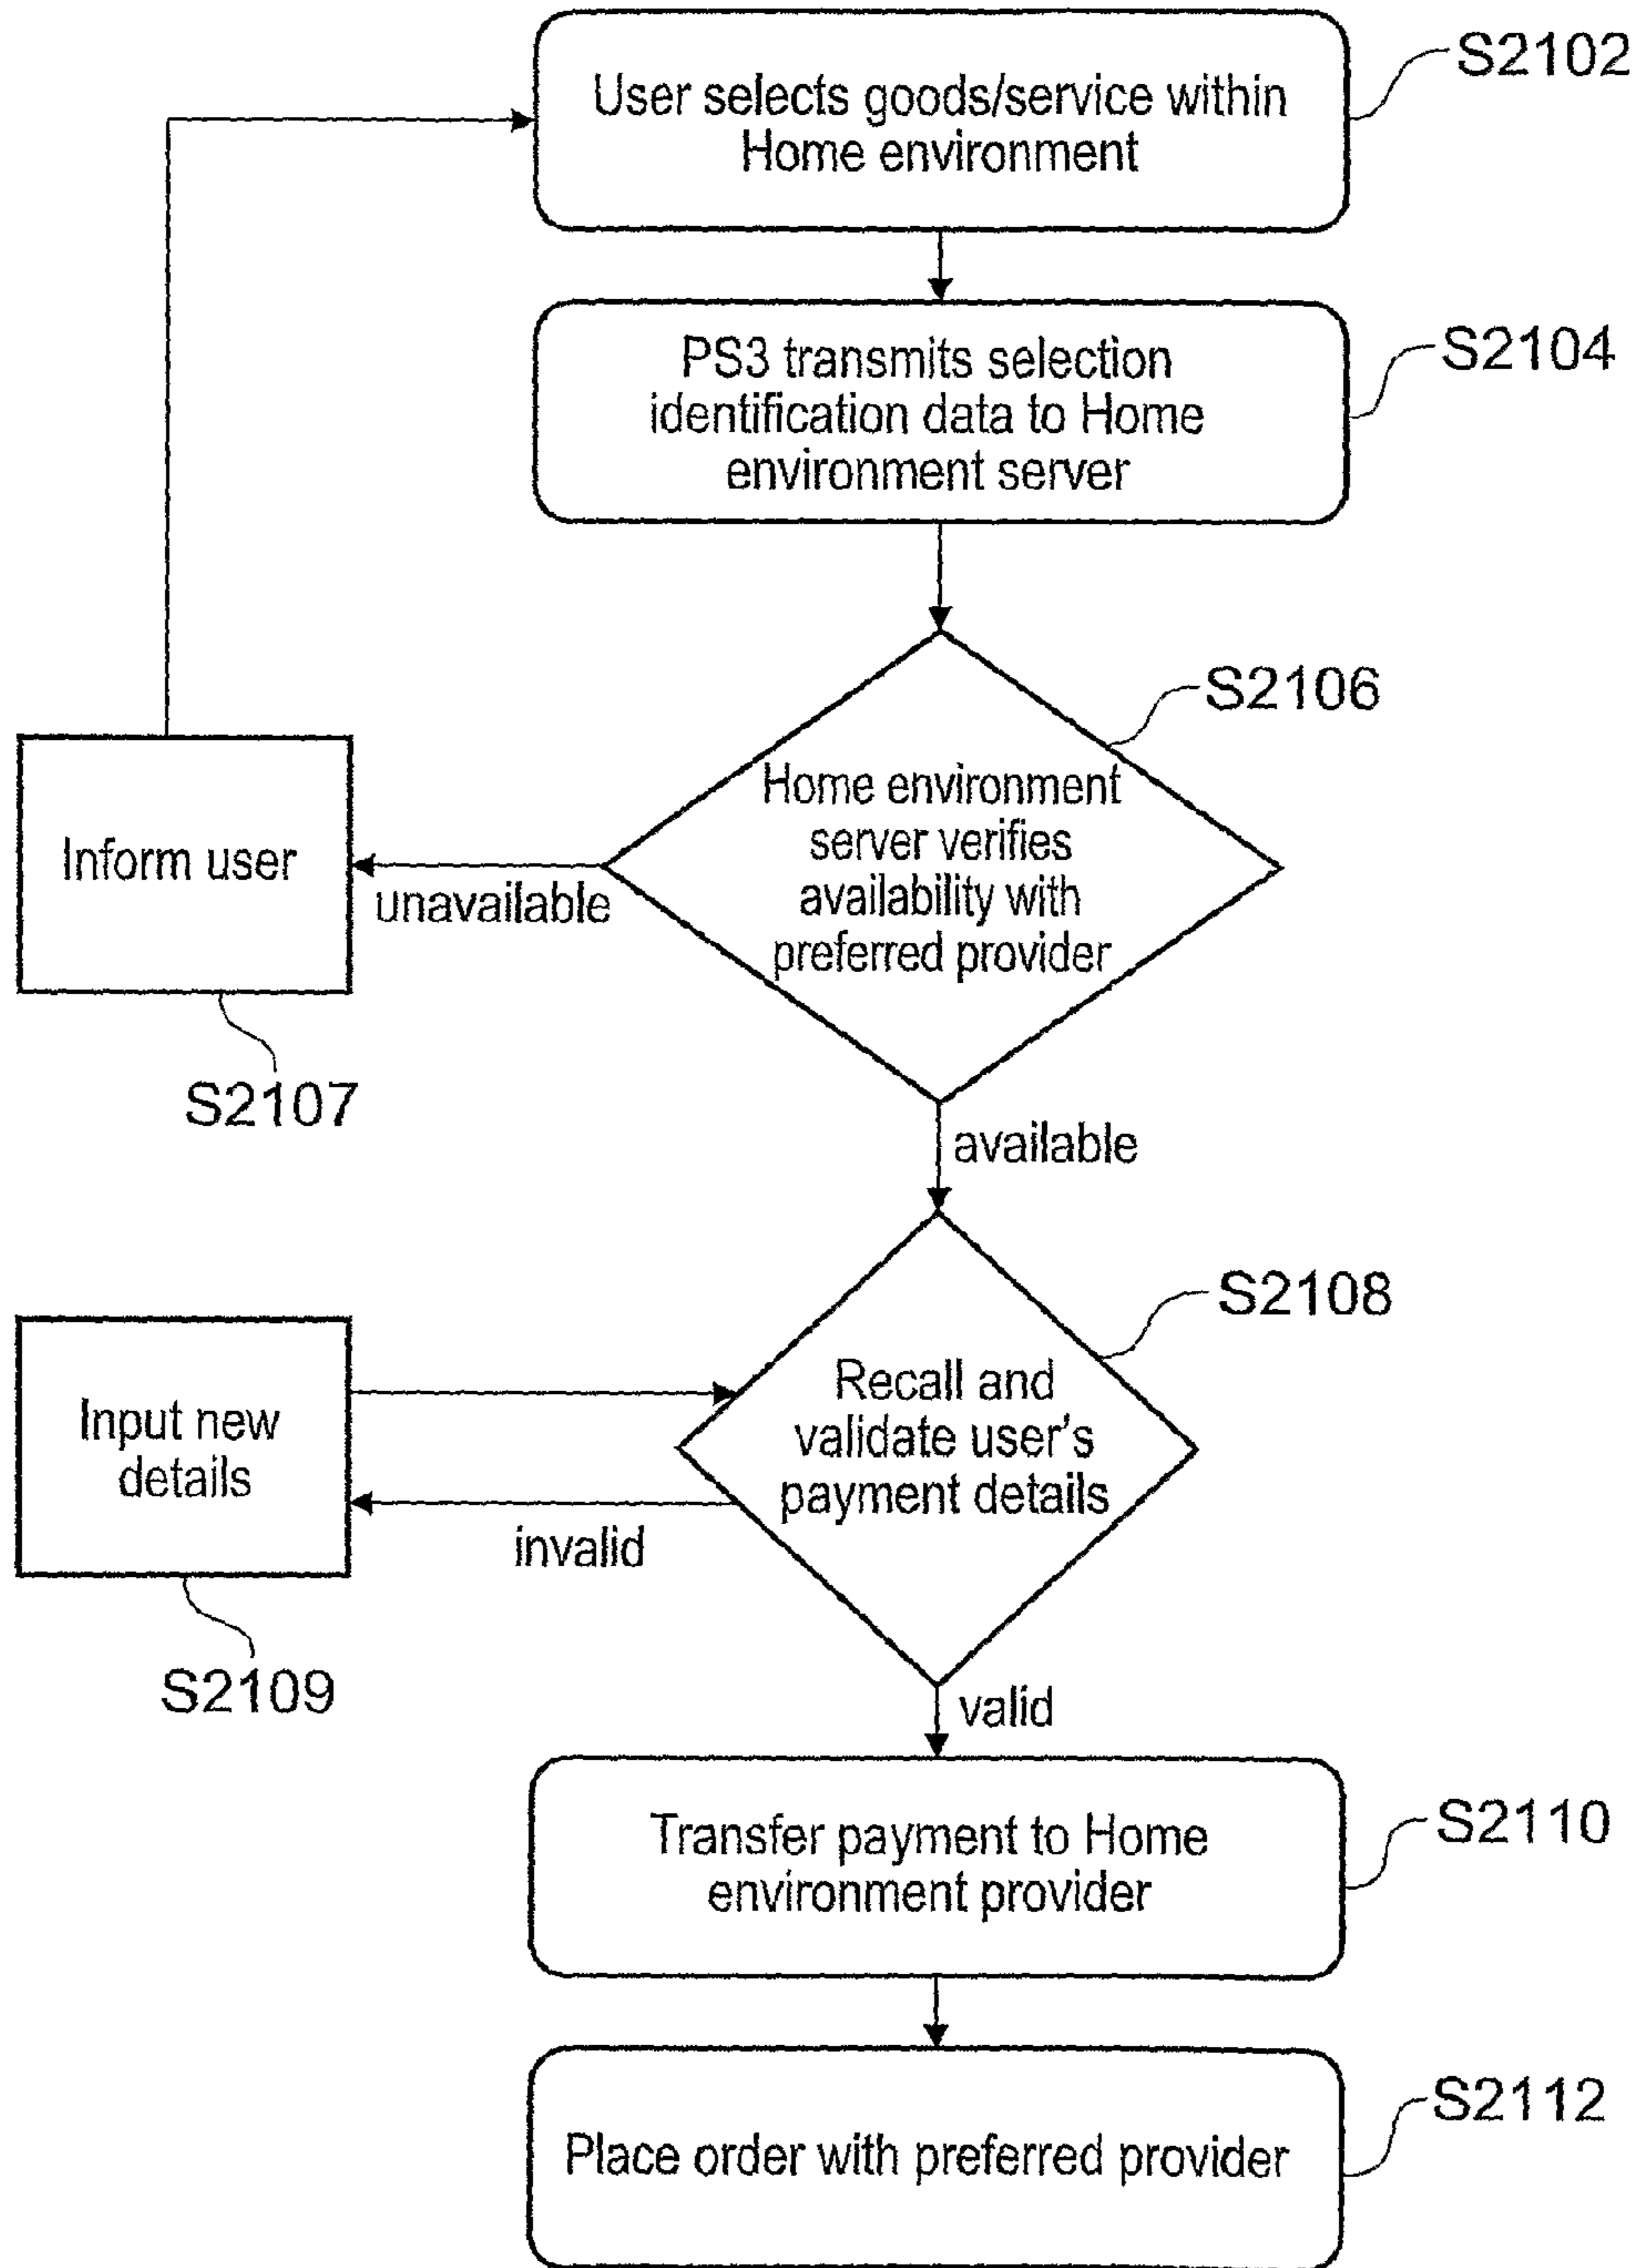 User selects goods/service within
Home environment
S2102
PS3 transmits selection
identification data to Home
environment server
S2104
Home environment
server verifies
availability with
preferred provider
S2106
unavailable
Inform user
S2107
available
Recall and
validate user's
payment details
S2108
invalid
Input new
details
S2109
valid
Transfer payment to Home
environment provider
S2110
Place order with preferred provider
S2112